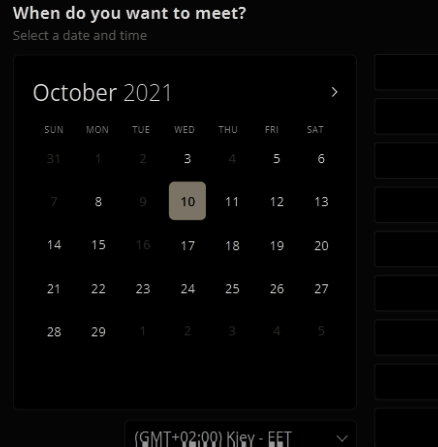 When do you want to meet?
Select a date and time
October 2021
SUN MON TUE WED THU FRI SAT
31 1 2 3 4 5 6
7 8 9 10 11 12 13
14 15 16 17 18 19 20
21 22 23 24 25 26 27
28 29 1 2 3 4 5
(GMT+02:00) Kiev - EET